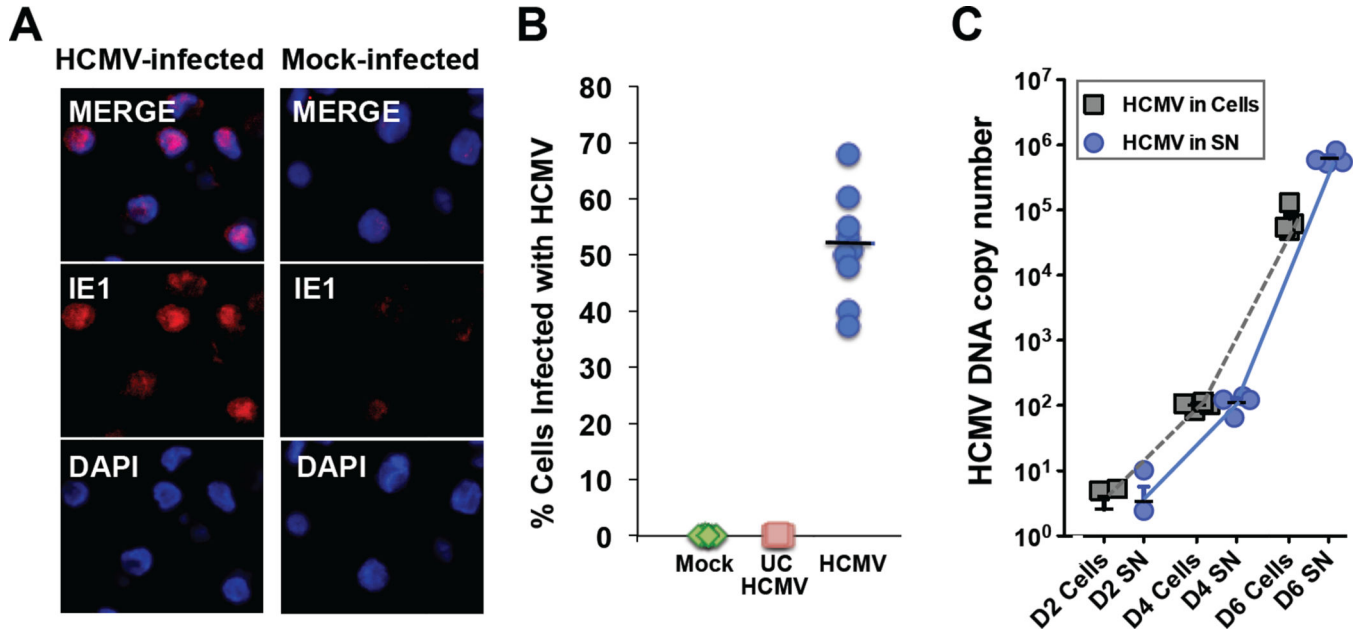 A
HCMV-infected
Mock-infected
MERGE
MERGE
IE1
IE1
DAPI
DAPI
B
% Cells Infected with HCMV
80
70
60
50
40
30
20
10
0
Mock
UC
HCMV
HCMV
C
HCMV DNA copy number
10⁷
10⁶
10⁵
10⁴
10³
10²
10¹
10⁰
HCMV in Cells
HCMV in SN
D2 Cells
D2 SN
D4 Cells
D4 SN
D6 Cells
D6 SN